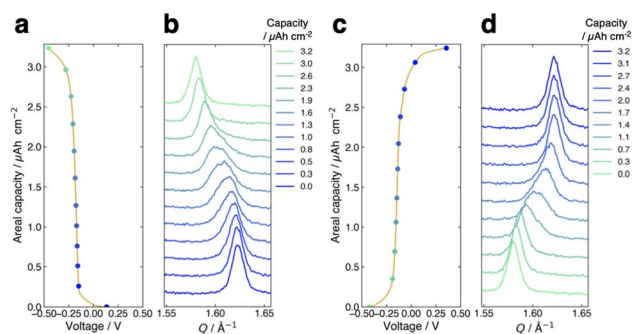 a
b
c
d
Capacity
/ μAh cm⁻²
3.2
3.0
2.6
2.3
1.9
1.6
1.3
1.0
0.8
0.5
0.3
0.0
Capacity
/ μAh cm⁻²
3.2
3.1
2.7
2.4
2.0
1.7
1.4
1.1
0.7
0.3
0.0
Areal capacity / μAh cm⁻²
3.0
2.5
2.0
1.5
1.0
0.5
0.0
−0.50 −0.25 0.00 0.25
Voltage / V
1.55 1.60 1.65
Q / Å⁻¹
Areal capacity / μAh cm⁻²
3.0
2.5
2.0
1.5
1.0
0.5
0.0
−0.50 −0.25 0.00 0.25 0.50
Voltage / V
1.55 1.60 1.65
Q / Å⁻¹